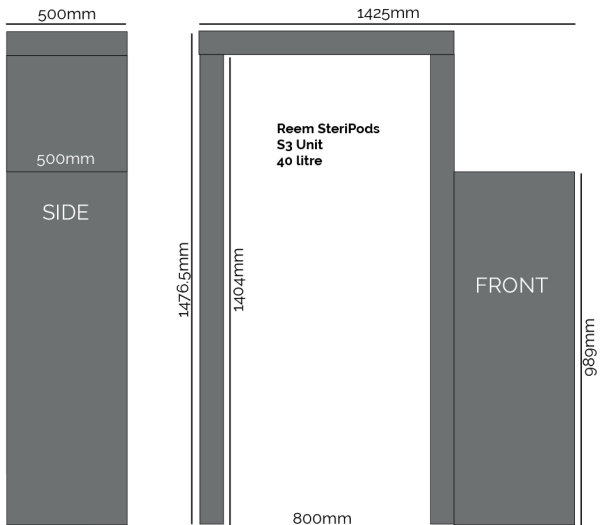 500mm
1425mm
Reem SteriPods
S3 Unit
40 litre
500mm
SIDE
1476.5mm
1404mm
FRONT
989mm
800mm